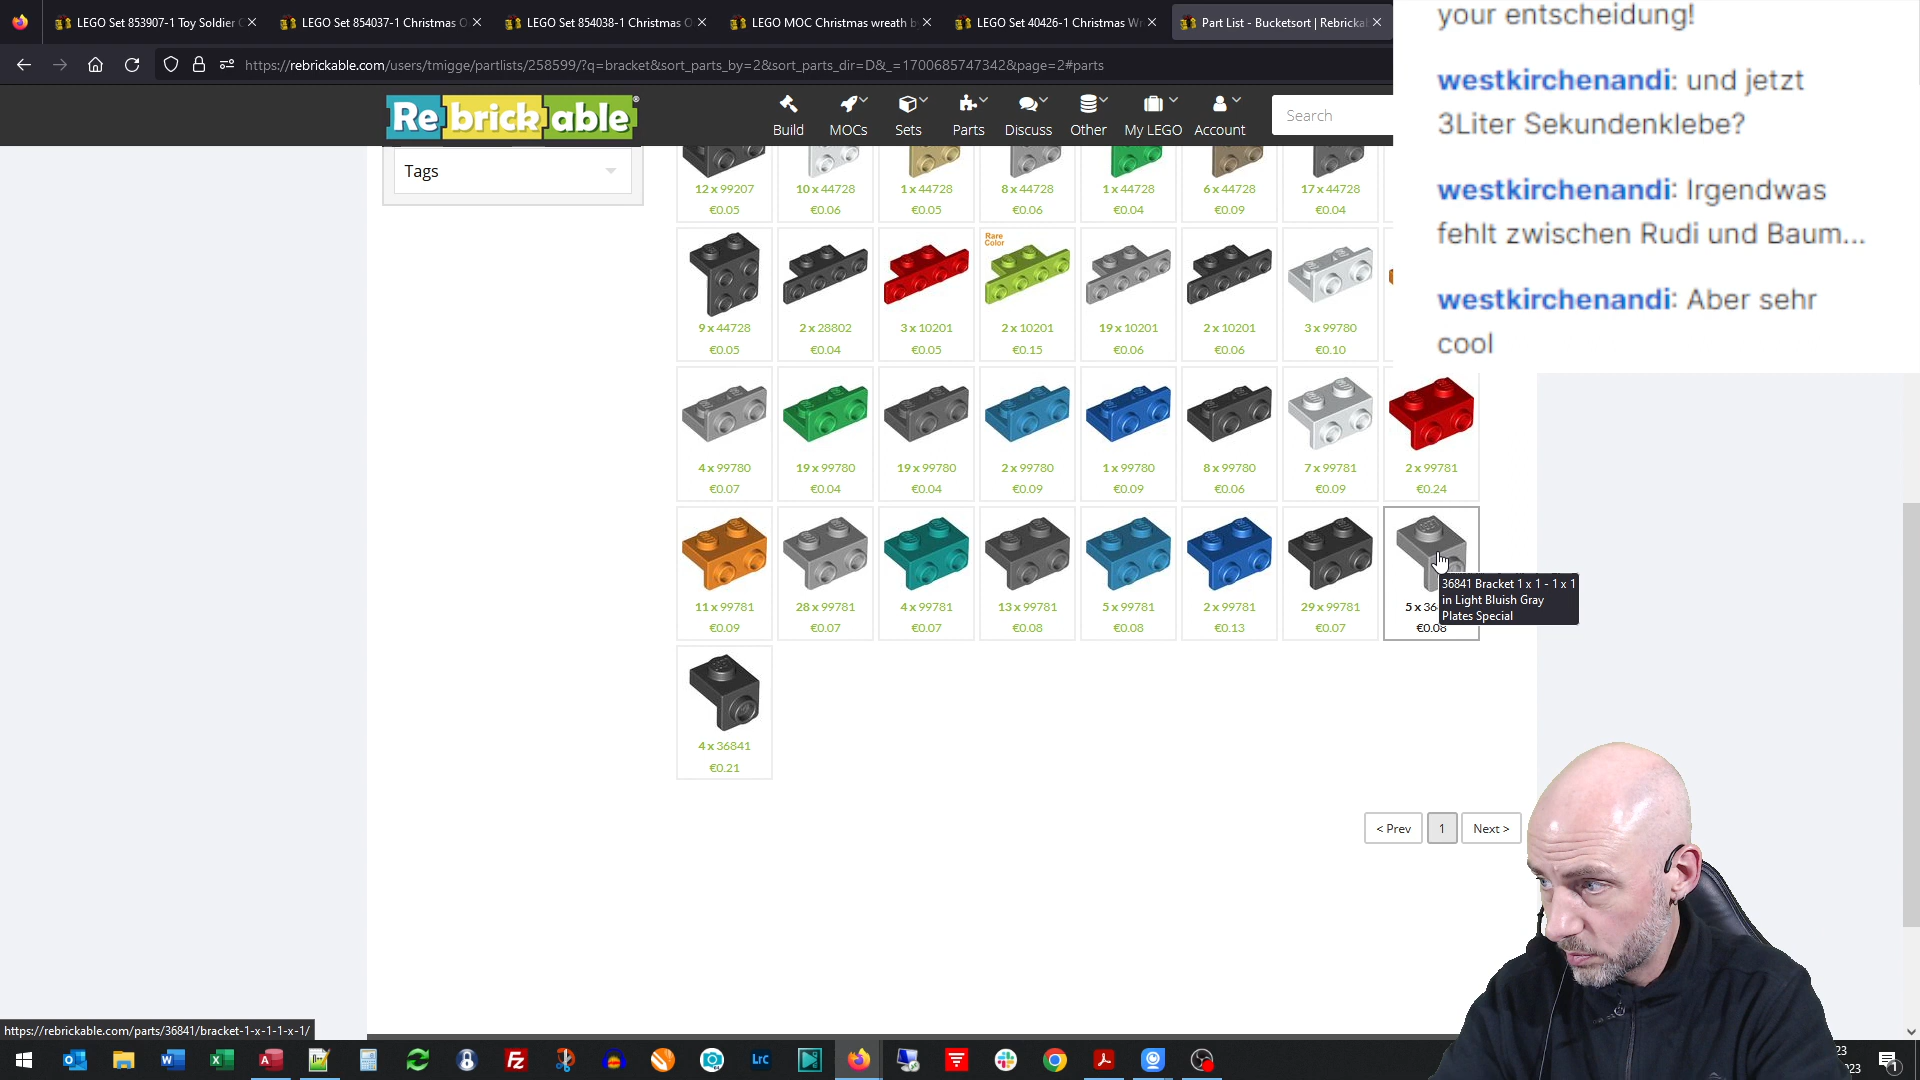 LEGO Set 853907-1 Toy Soldier
LEGO Set 854037-1 Christmas O
LEGO Set 854038-1 Christmas O
LEGO MOC Christmas wreath b
LEGO Set 40426-1 Christmas W
Part List - Bucketsort | Rebricka
https://rebrickable.com/users/tmigge/partlists/258599/?q=bracket&sort_parts_by=2&sort_parts_dir=D&_=1700685747342&page=2#parts
Rebrickable
Build MOCs Sets Parts Discuss Other My LEGO Account
Search
Tags
your entscheidung!
westkirchenandi: und jetzt
3Liter Sekundenklebe?
westkirchenandi: Irgendwas
fehlt zwischen Rudi und Baum...
westkirchenandi: Aber sehr
cool
12 x 99207 10 x 44728 1 x 44728 8 x 44728 1 x 44728 6 x 44728 17 x 44728
€0.05 €0.06 €0.05 €0.06 €0.04 €0.09 €0.04
Rare
Color
9 x 44728 2 x 28802 3 x 10201 2 x 10201 19 x 10201 2 x 10201 3 x 99780
€0.05 €0.04 €0.05 €0.15 €0.06 €0.06 €0.10
4 x 99780 19 x 99780 19 x 99780 2 x 99780 1 x 99780 8 x 99780 7 x 99781 2 x 99781
€0.07 €0.04 €0.04 €0.09 €0.09 €0.06 €0.09 €0.24
11 x 99781 28 x 99781 4 x 99781 13 x 99781 5 x 99781 2 x 99781 29 x 99781 5 x 36
€0.09 €0.07 €0.07 €0.08 €0.08 €0.13 €0.07 €0.08
36841 Bracket 1 x 1 - 1 x 1
in Light Bluish Gray
Plates Special
4 x 36841
€0.21
< Prev 1 Next >
https://rebrickable.com/parts/36841/bracket-1-x-1-1-x-1/
Lrc
23
023
1